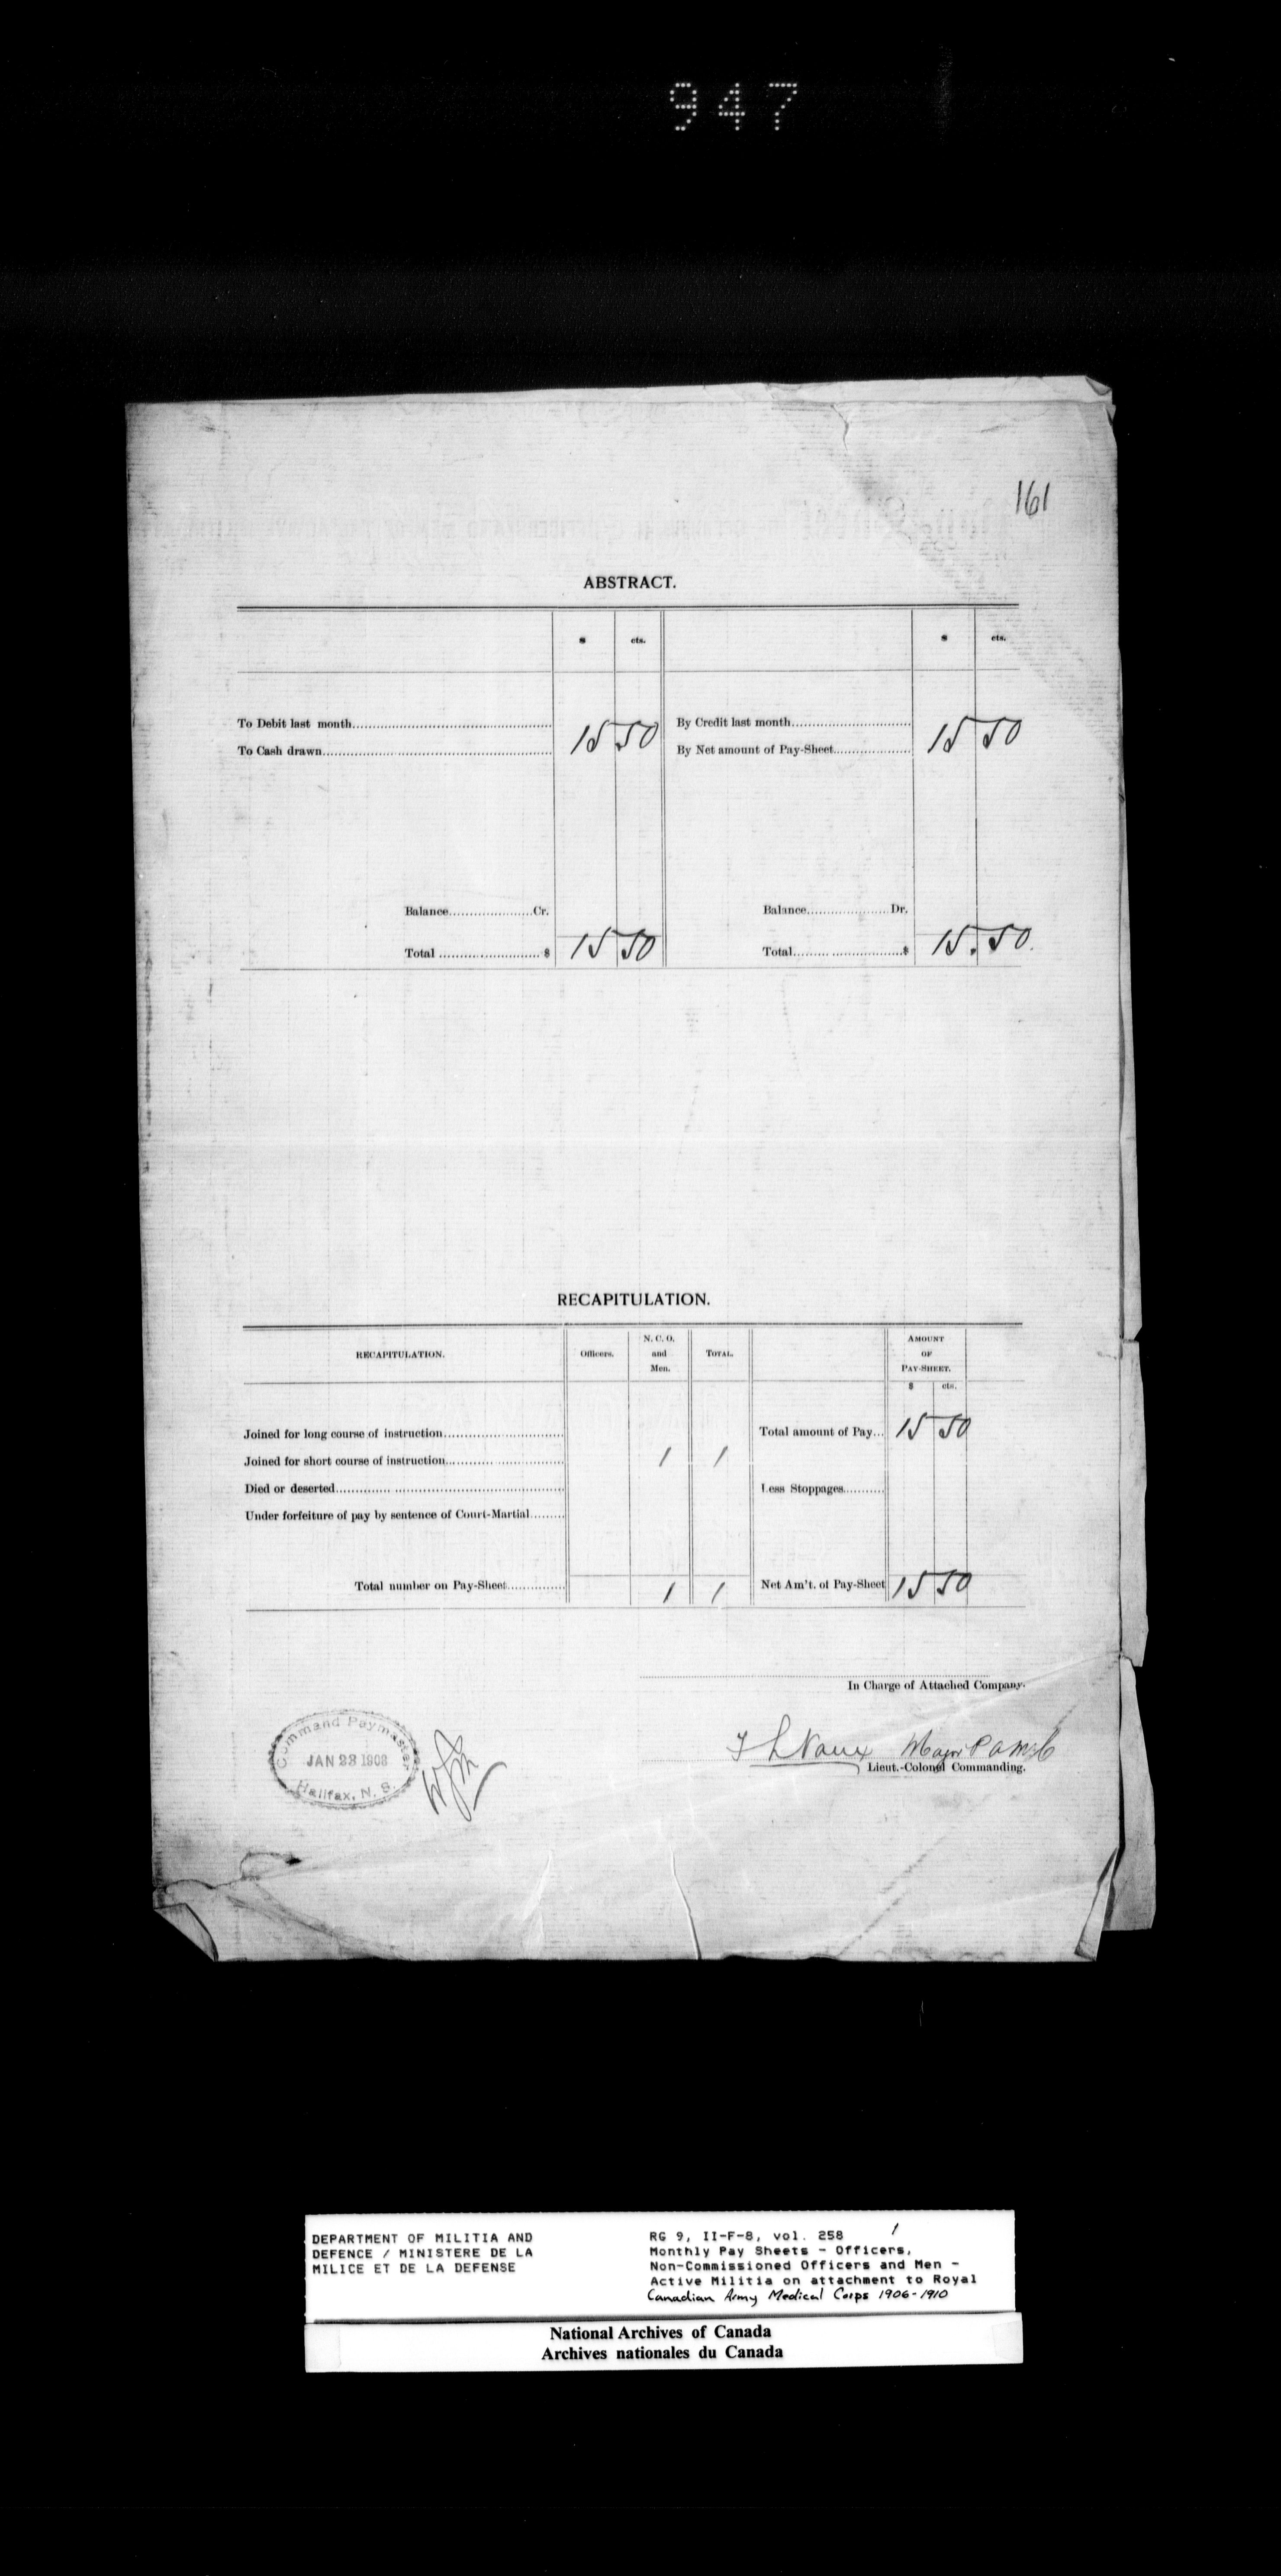 947
161
ABSTRACT.
$ cts. $ cts.
To Debit last month By Credit last month
To Cash drawn 15 50 By Net amount of Pay-Sheet 15 50
Balance Cr. Balance Dr.
Total $ 15 50 Total $ 15.50.
RECAPITULATION.
RECAPITULATION. Officers. N. C. O. and Men. TOTAL. AMOUNT OF PAY-SHEET.
$ cts.
Joined for long course of instruction Total amount of Pay 15 50
Joined for short course of instruction 1 1
Died or deserted Less Stoppages
Under forfeiture of pay by sentence of Court-Martial
Total number on Pay-Sheet 1 1 Net Am't. of Pay-Sheet 15 50
In Charge of Attached Company.
Major P A M C
Lieut.-Colonel Commanding.
Command Paymaster
JAN 23 1908
Halifax, N. S.
DEPARTMENT OF MILITIA AND
DEFENCE / MINISTERE DE LA
MILICE ET DE LA DEFENSE
RG 9, II-F-8, vol. 258 1
Monthly Pay Sheets - Officers,
Non-Commissioned Officers and Men -
Active Militia on attachment to Royal
Canadian Army Medical Corps 1906-1910
National Archives of Canada
Archives nationales du Canada